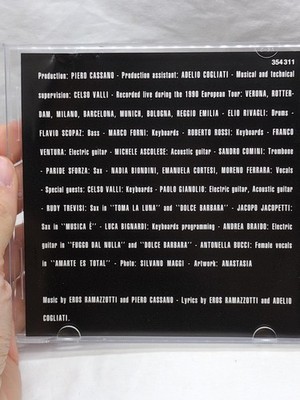 354311
Production: PIERO CASSANO - Production assistant: ADELIO COGLIATI - Musical and technical
supervision: CELSO VALLI - Recorded live during the 1990 European Tour: VERONA, ROTTER-
DAM, MILANO, BARCELONA, MUNICH, BOLOGNA, REGGIO EMILIA - ELIO RIVAGLI: Drums -
FLAVIO SCOPAZ: Bass - MARCO FORNI: Keyboards - ROBERTO ROSSI: Keyboards - FRANCO
VENTURA: Electric guitar - MICHELE ASCOLESE: Acoustic guitar - SANDRO COMINI: Trombone
- PARIDE SFORZA: Sax - NADIA BIONDINI, EMANUELA CORTESI, MORENO FERRARA: Vocals
- Special guests: CELSO VALLI: Keyboards - PAOLO GIANOLIO: Electric guitar, Acoustic guitar
- RUDY TREVISI: Sax in "TOMA LA LUNA" and "DOLCE BARBARA" - JACOPO JACOPETTI:
Sax in "MUSICA É" - LUCA BIGNARDI: Keyboards programming - ANDREA BRAIDO: Electric
guitar in "FUGGO DAL NULLA" and "DOLCE BARBARA" - ANTONELLA BUCCI: Female vocals
in "AMARTE ES TOTAL" - Photo: SILVANO MAGGI - Artwork: ANASTASIA
Music by EROS RAMAZZOTTI and PIERO CASSANO - Lyrics by EROS RAMAZZOTTI and ADELIO
COGLIATI.